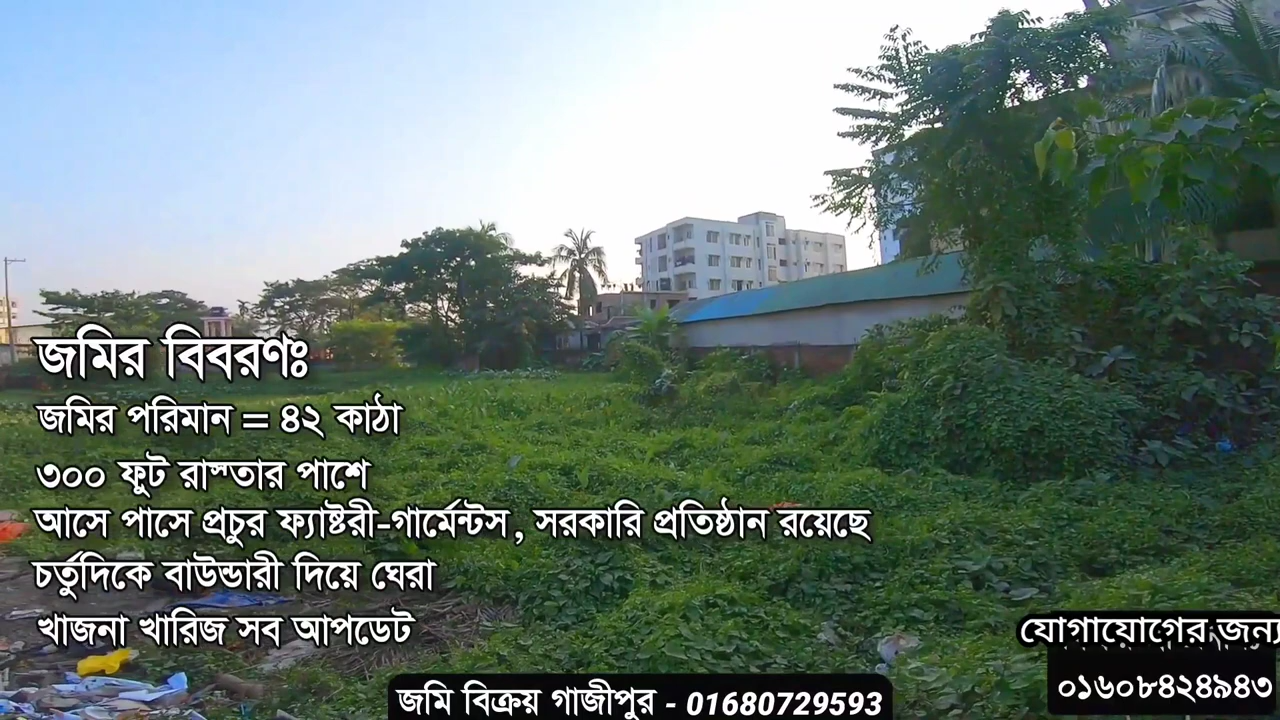 জমির বিবরণঃ
জমির পরিমান = ৪২ কাঠা
৩০০ ফুট রাস্তার পাশে
আসে পাসে প্রচুর ফ্যাষ্টরী-গার্মেন্টস, সরকারি প্রতিষ্ঠান রয়েছে
চর্তুদিকে বাউন্ডারী দিয়ে ঘেরা
খাজনা খারিজ সব আপডেট
যোগাযোগের জন্য
০১৬০৮৪২৪৯৪৩
জমি বিক্রয় গাজীপুর - 01680729593